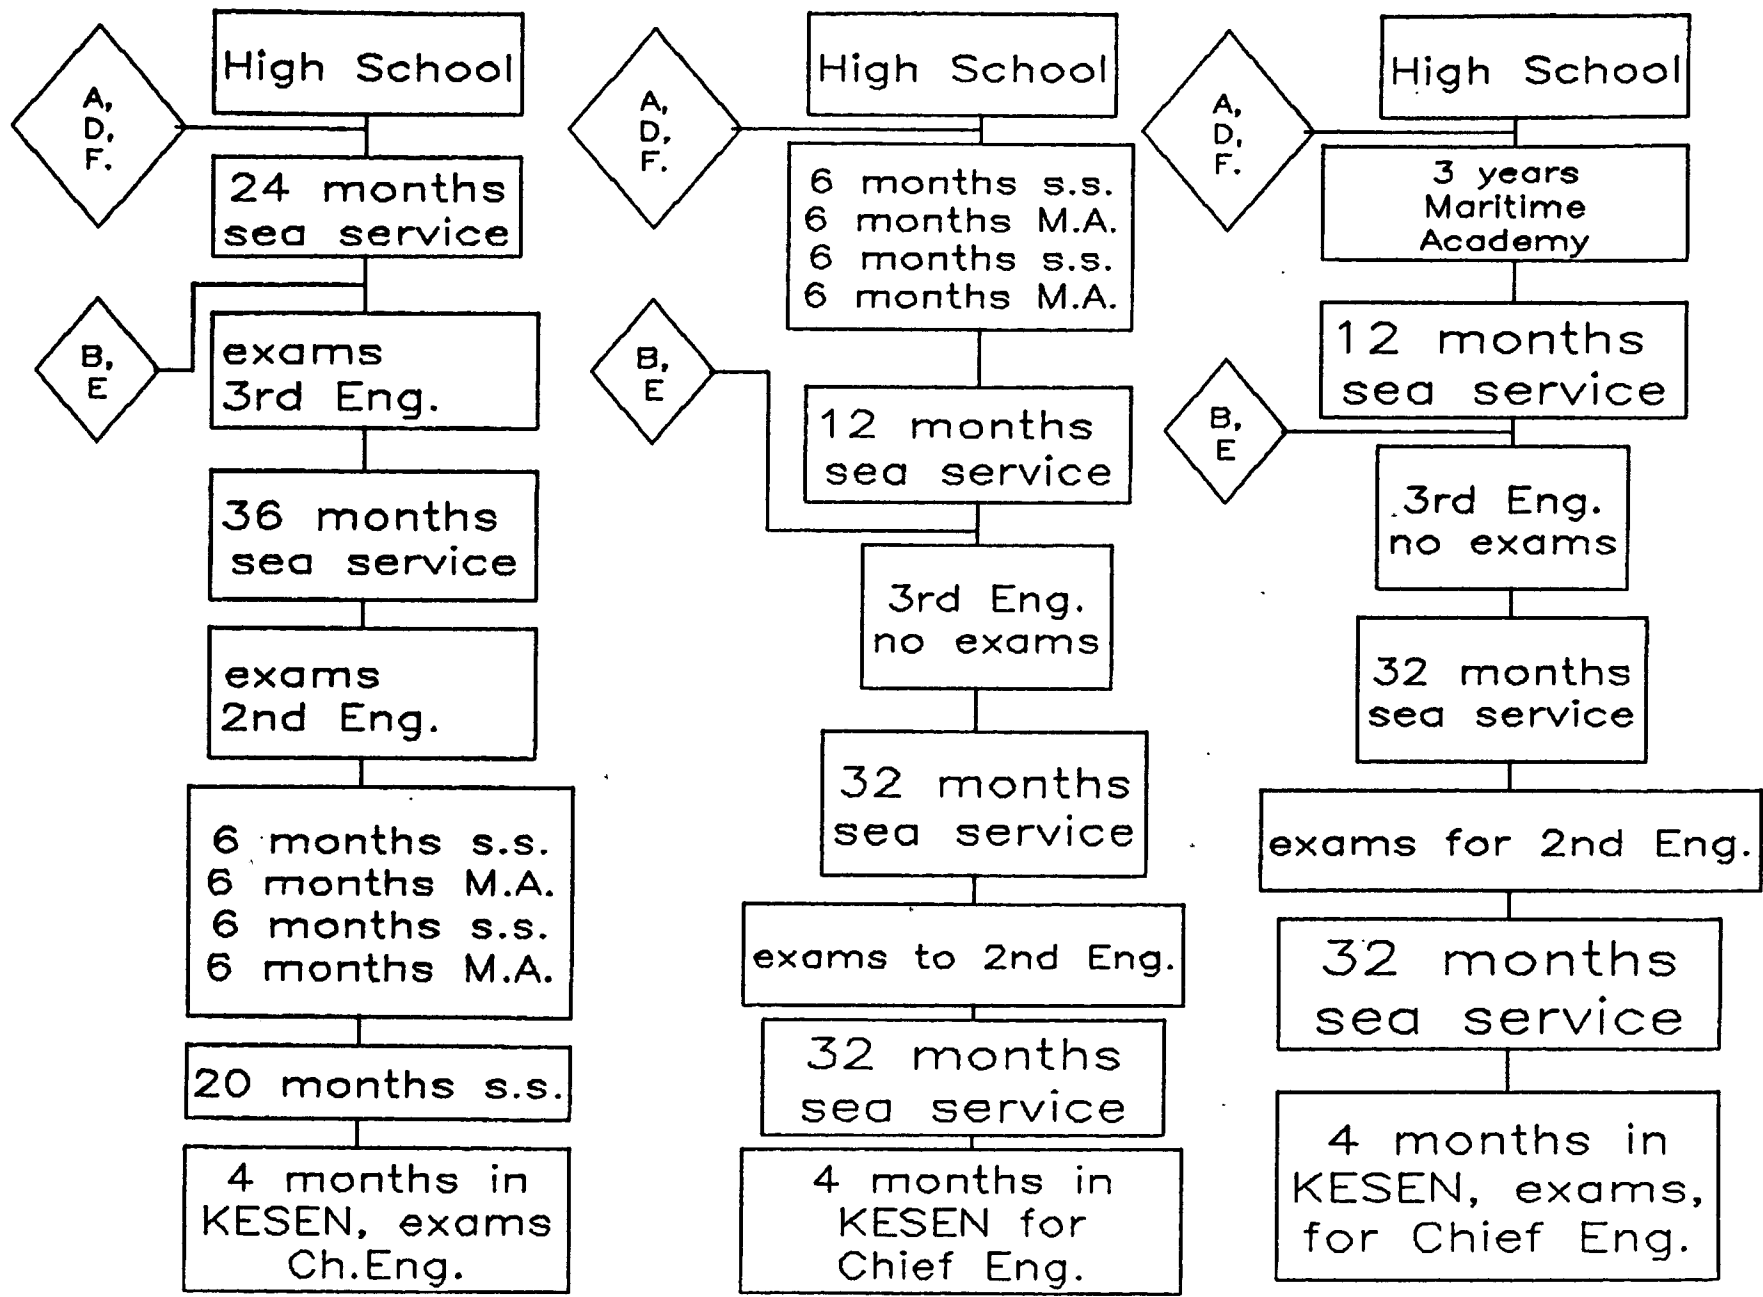 A,
D,
F.
High School
24 months
sea service
B,
E
exams
3rd Eng.
36 months
sea service
exams
2nd Eng.
6 months s.s.
6 months M.A.
6 months s.s.
6 months M.A.
20 months s.s.
4 months in
KESEN, exams
Ch.Eng.
A,
D,
F.
High School
6 months s.s.
6 months M.A.
6 months s.s.
6 months M.A.
B,
E
12 months
sea service
3rd Eng.
no exams
32 months
sea service
exams to 2nd Eng.
32 months
sea service
4 months in
KESEN for
Chief Eng.
A,
D,
F.
High School
3 years
Maritime
Academy
12 months
sea service
B,
E
3rd Eng.
no exams
32 months
sea service
exams for 2nd Eng.
32 months
sea service
4 months in
KESEN, exams,
for Chief Eng.